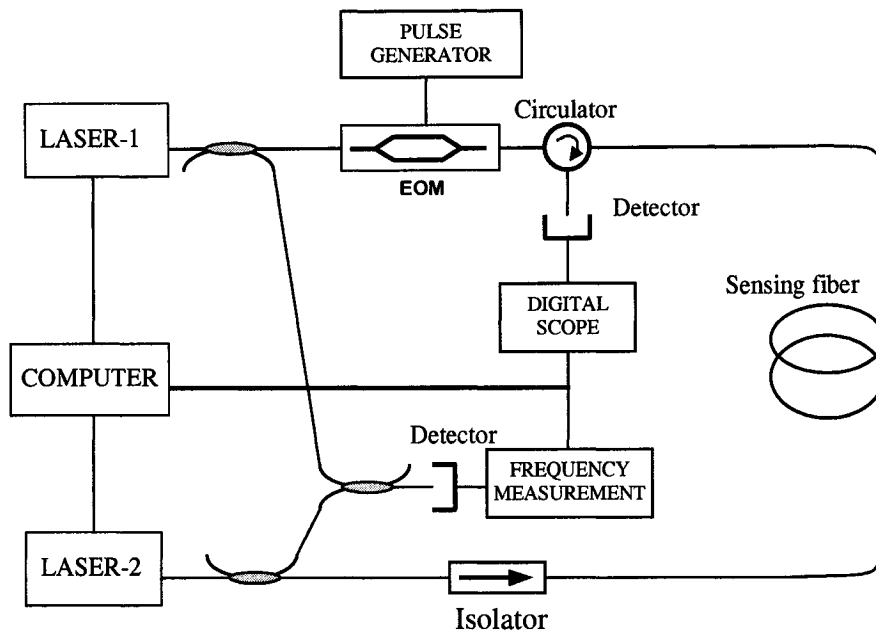 PULSE
GENERATOR
LASER-1
Circulator
EOM
Detector
DIGITAL
SCOPE
Sensing fiber
COMPUTER
Detector
FREQUENCY
MEASUREMENT
LASER-2
Isolator